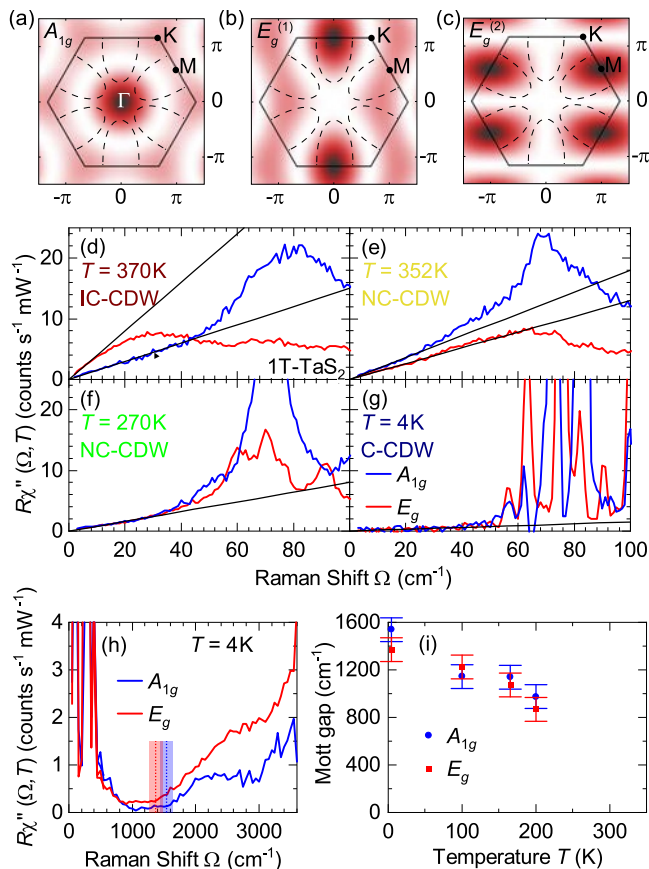 (a) A1g K M Γ π 0 -π
-π 0 π
(b) Eg(1) K M π 0 -π
-π 0 π
(c) Eg(2) K M π 0 -π
-π 0 π
Rχ'' (Ω,T) (counts s⁻¹ mW⁻¹)
(d)
T = 370K
IC-CDW
1T-TaS2
20
10
0
(e)
T = 352K
NC-CDW
(f)
T = 270K
NC-CDW
20
10
0
0 20 40 60 80
(g)
T = 4K
C-CDW
A1g
Eg
0 20 40 60 80 100
Raman Shift Ω (cm⁻¹)
Rχ'' (Ω,T) (counts s⁻¹ mW⁻¹)
4
3
2
1
0
(h) T = 4K
A1g
Eg
0 1000 2000 3000
Raman Shift Ω (cm⁻¹)
Mott gap (cm⁻¹)
1600
1200
800
400
0
(i)
A1g
Eg
0 100 200 300
Temperature T (K)